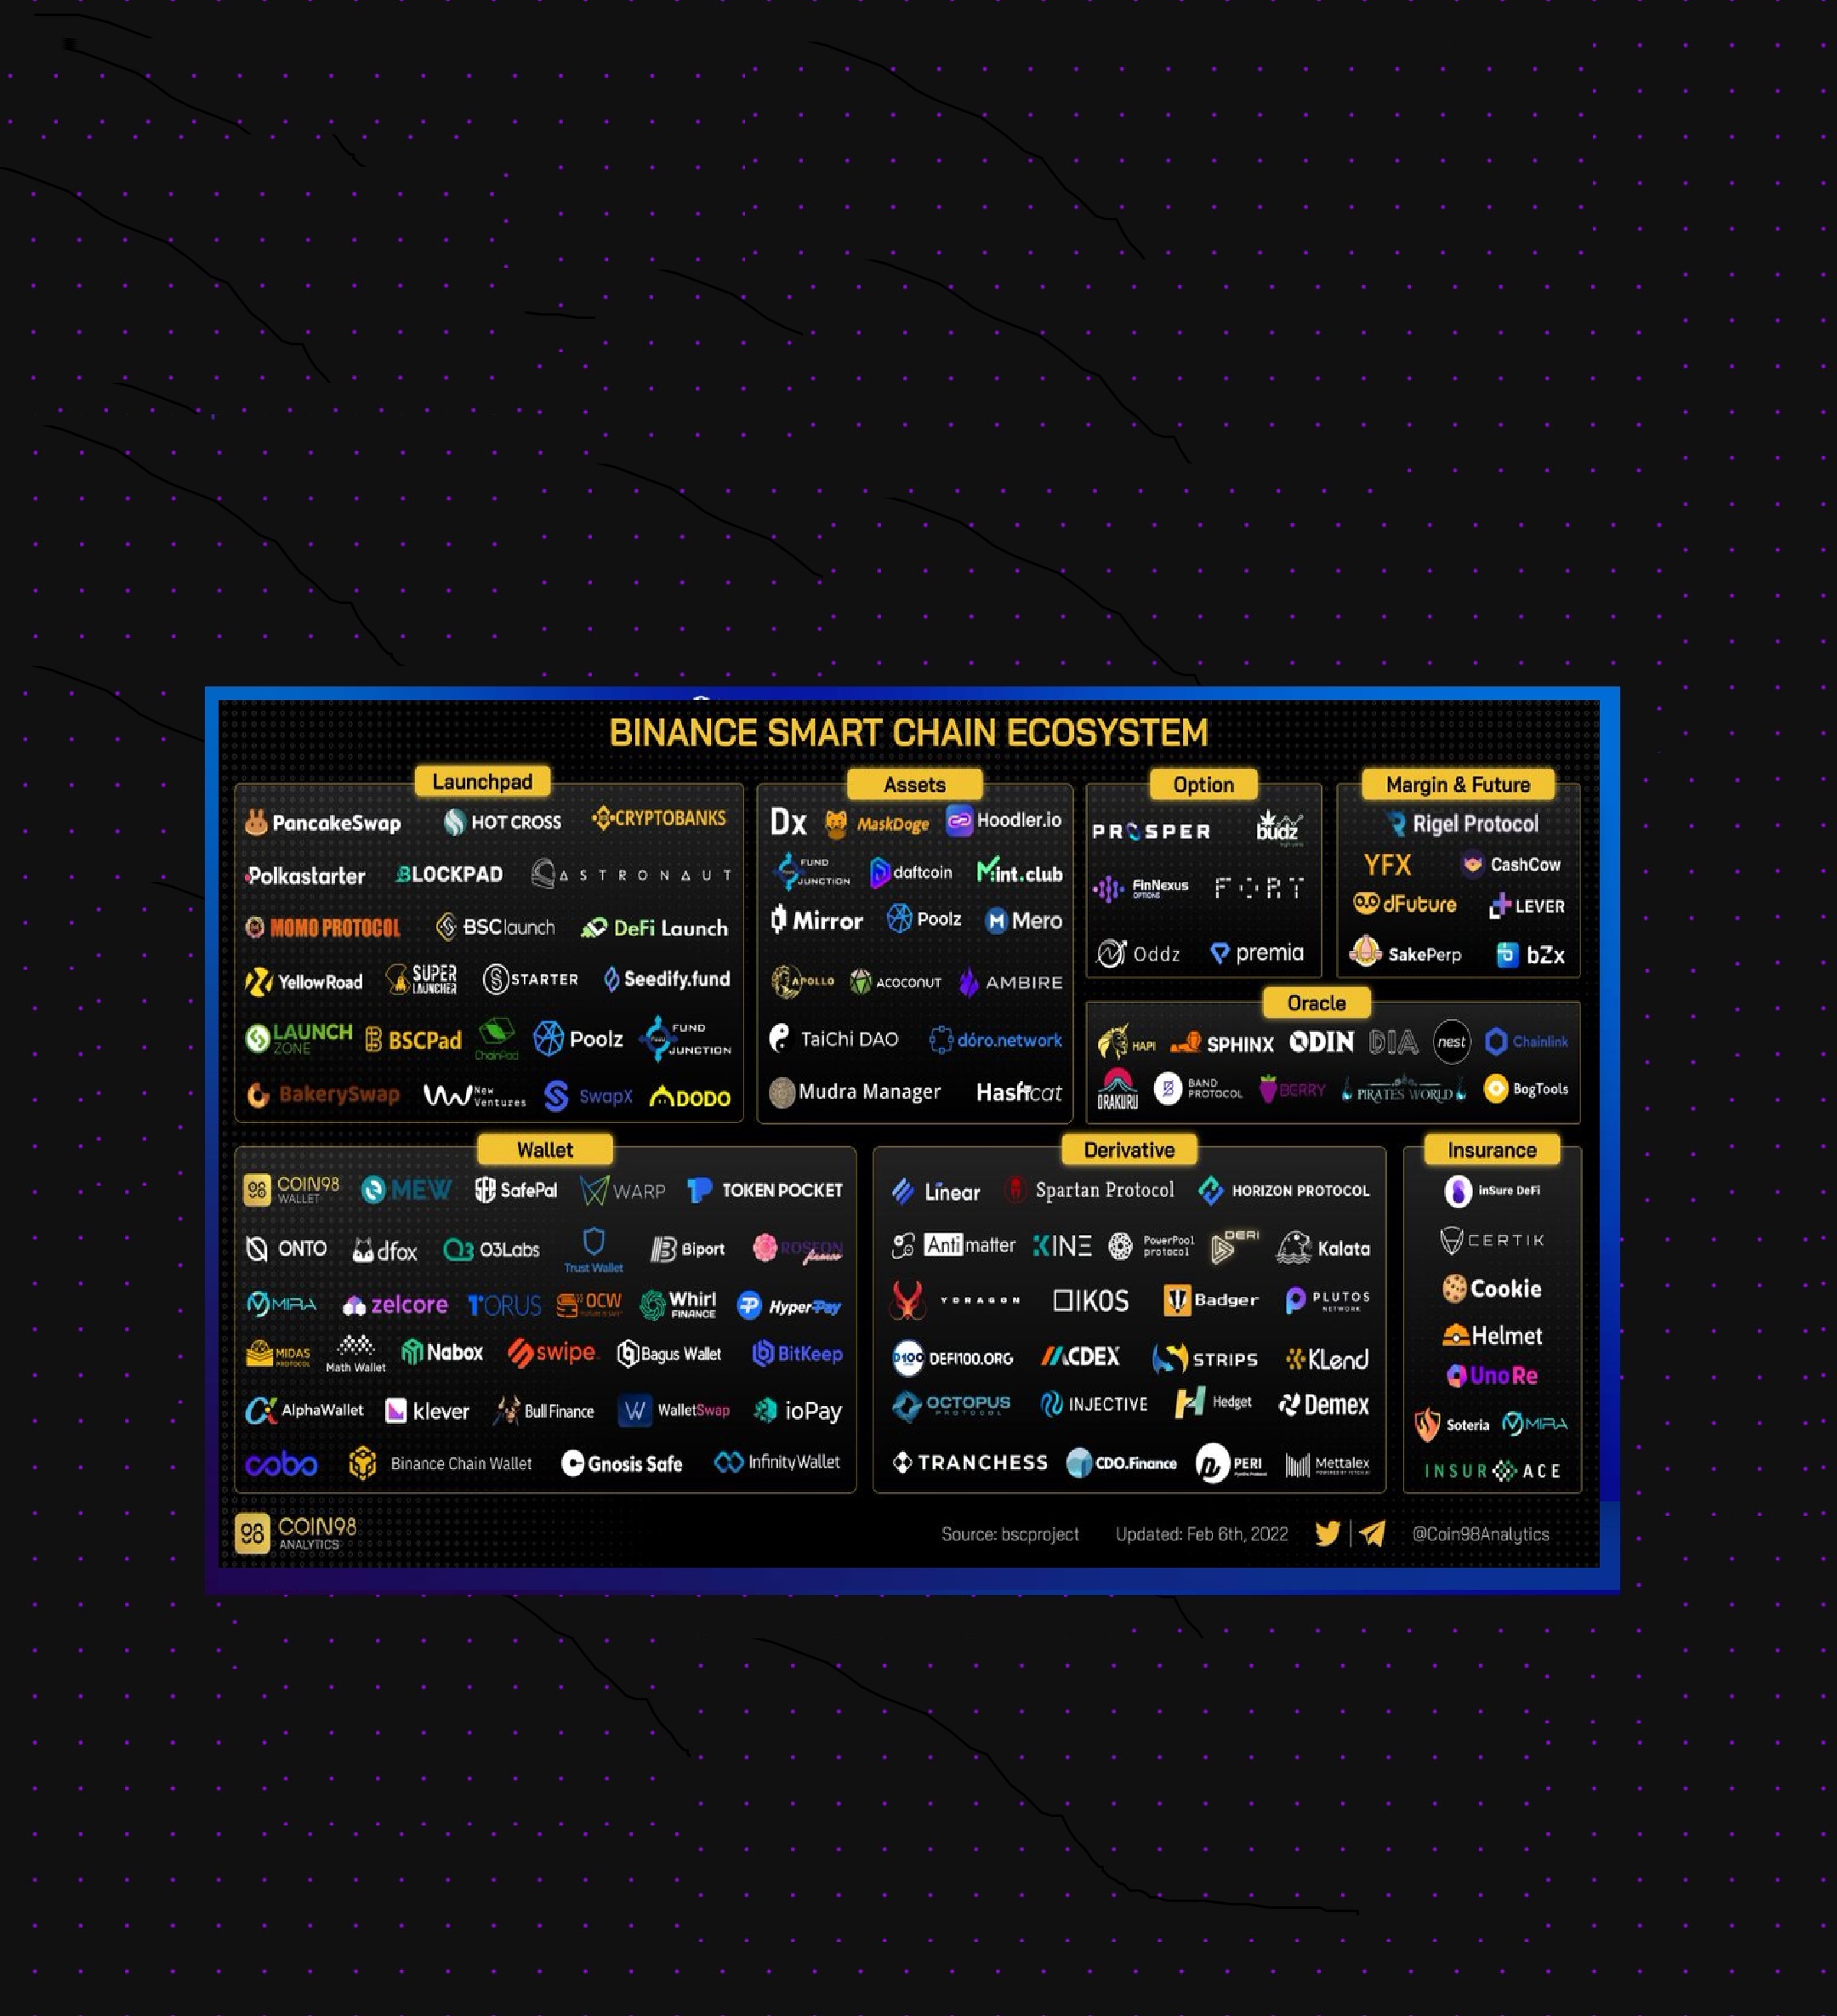 BINANCE SMART CHAIN ECOSYSTEM
Launchpad
PancakeSwap HOT CROSS CRYPTOBANKS
Polkastarter BLOCKPAD ASTRONAUT
MOMO PROTOCOL BSClaunch DeFi Launch
YellowRoad SUPER LAUNCHER STARTER Seedify.fund
LAUNCH ZONE BSCPad ChainPad Poolz FUND JUNCTION
BakerySwap New Ventures SwapX DODO
Assets
Dx MaskDoge Hoodler.io
FUND JUNCTION daftcoin Mint.club
Mirror Poolz Mero
APOLLO ACOCONUT AMBIRE
TaiChi DAO dóro.network
Mudra Manager Hashcat
Option
PROSPER budz
FinNexus OPTIONS FORT
Oddz premia
Margin & Future
Rigel Protocol
YFX CashCow
dFuture LEVER
SakePerp bZx
Oracle
HAPI SPHINX ODIN DIA nest Chainlink
ORAKURU BAND PROTOCOL BERRY PIRATES WORLD BogTools
Wallet
98 COIN98 WALLET MEW SafePal WARP TOKEN POCKET
ONTO dfox O3Labs Trust Wallet Biport ROSEON finance
MIRA zelcore TORUS OCW Whirl FINANCE HyperPay
MIDAS PROTOCOL Math Wallet Nabox swipe Bagus Wallet BitKeep
AlphaWallet klever Bull Finance W WalletSwap ioPay
cobo Binance Chain Wallet Gnosis Safe InfinityWallet
Derivative
Linear Spartan Protocol HORIZON PROTOCOL
Antimatter KINE PowerPool protocol DERI Kalata
YDRAGON IKOS Badger PLUTOS NETWORK
D100 DEFI100.ORG CDEX STRIPS KLend
OCTOPUS PROTOCOL INJECTIVE Hedget Demex
TRANCHESS CDO.Finance PERI Mettalex
Insurance
inSure DeFi
CERTIK
Cookie
Helmet
UnoRe
Soteria MIRA
INSUR ACE
98 COIN98 ANALYTICS
Source: bscproject Updated: Feb 6th, 2022 @Coin98Analytics